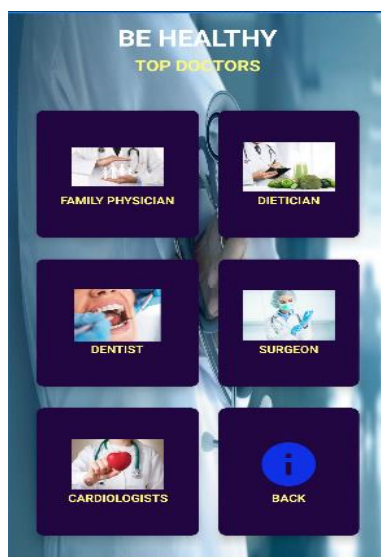 BE HEALTHY
TOP DOCTORS
FAMILY PHYSICIAN
DIETICIAN
DENTIST
SURGEON
CARDIOLOGISTS
i
BACK